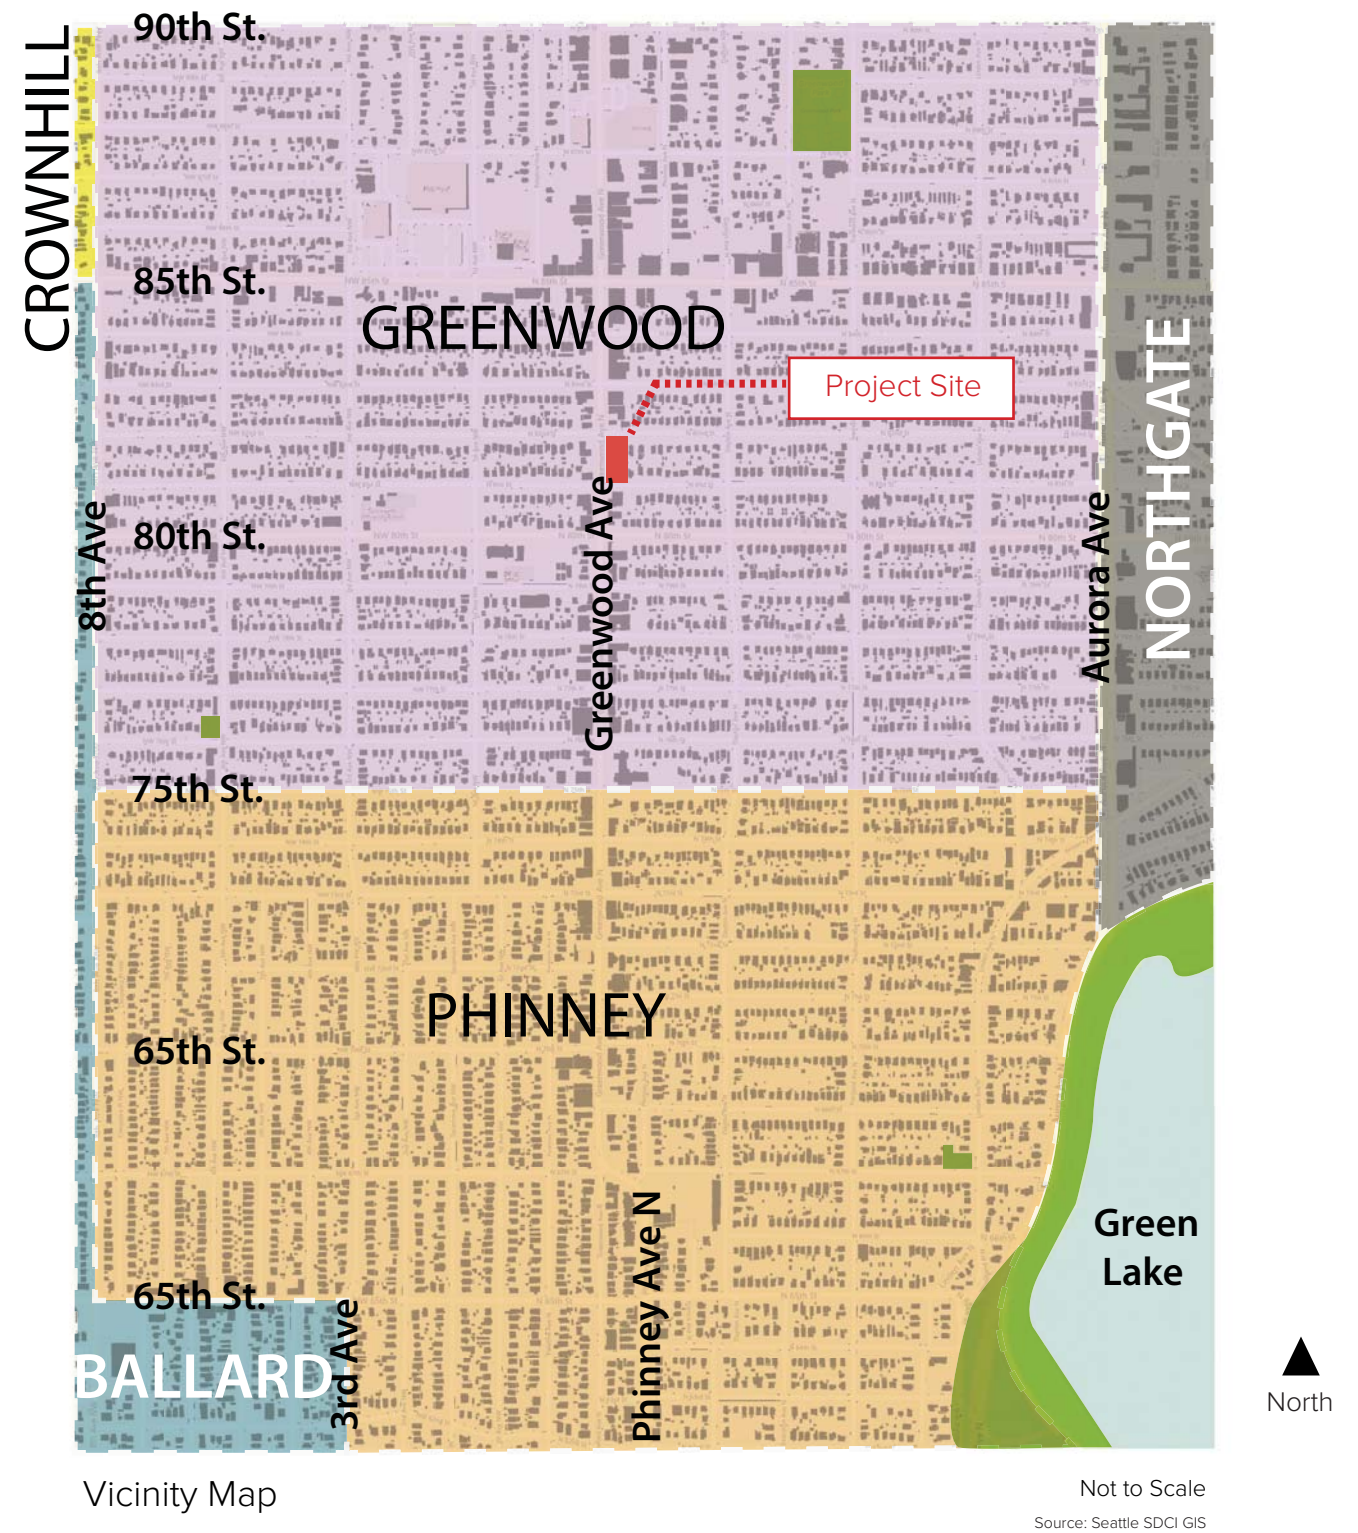 CROWNHILL
90th St.
85th St.
GREENWOOD
Project Site
NORTHGATE
8th Ave
80th St.
Greenwood Ave
Aurora Ave
75th St.
PHINNEY
65th St.
Phinney Ave N
Green
Lake
65th St.
BALLARD
3rd Ave
North
Vicinity Map
Not to Scale
Source: Seattle SDCI GIS